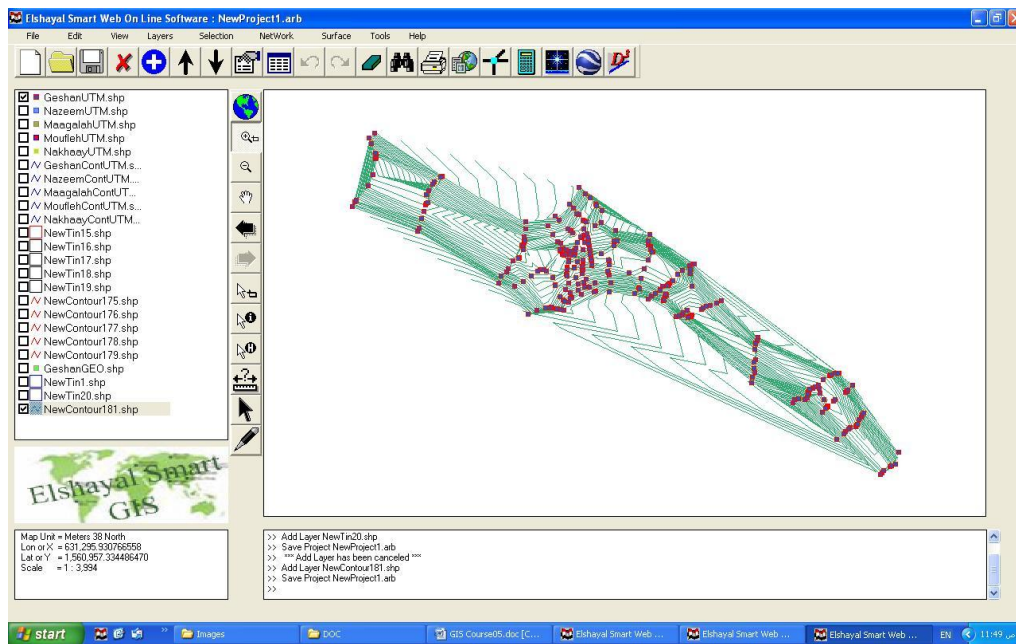 Elshayal Smart Web On Line Software : NewProject1.arb
File Edit View Layers Selection NetWork Surface Tools Help
GeshanUTM.shp
NazeemUTM.shp
MaagalahUTM.shp
MouflehUTM.shp
NakhaayUTM.shp
GeshanContUTM.s...
NazeemContUTM....
MaagalahContUT...
MouflehContUTM.s...
NakhaayContUTM...
NewTin15.shp
NewTin16.shp
NewTin17.shp
NewTin18.shp
NewTin19.shp
NewContour175.shp
NewContour176.shp
NewContour177.shp
NewContour178.shp
NewContour179.shp
GeshanGEO.shp
NewTin1.shp
NewTin20.shp
NewContour181.shp
Elshayal Smart
GIS
Map Unit = Meters 38 North
Lon or X = 631,295.930766558
Lat or Y = 1,560,957.334486470
Scale = 1 : 3,994
>> Add Layer NewTin20.shp
>> Save Project NewProject1.arb
>> *** Add Layer has been canceled ***
>> Add Layer NewContour181.shp
>> Save Project NewProject1.arb
>>
start
Images
DOC
GIS Course05.doc [C...
Elshayal Smart Web ...
Elshayal Smart Web ...
Elshayal Smart Web ...
EN
11:49 ص